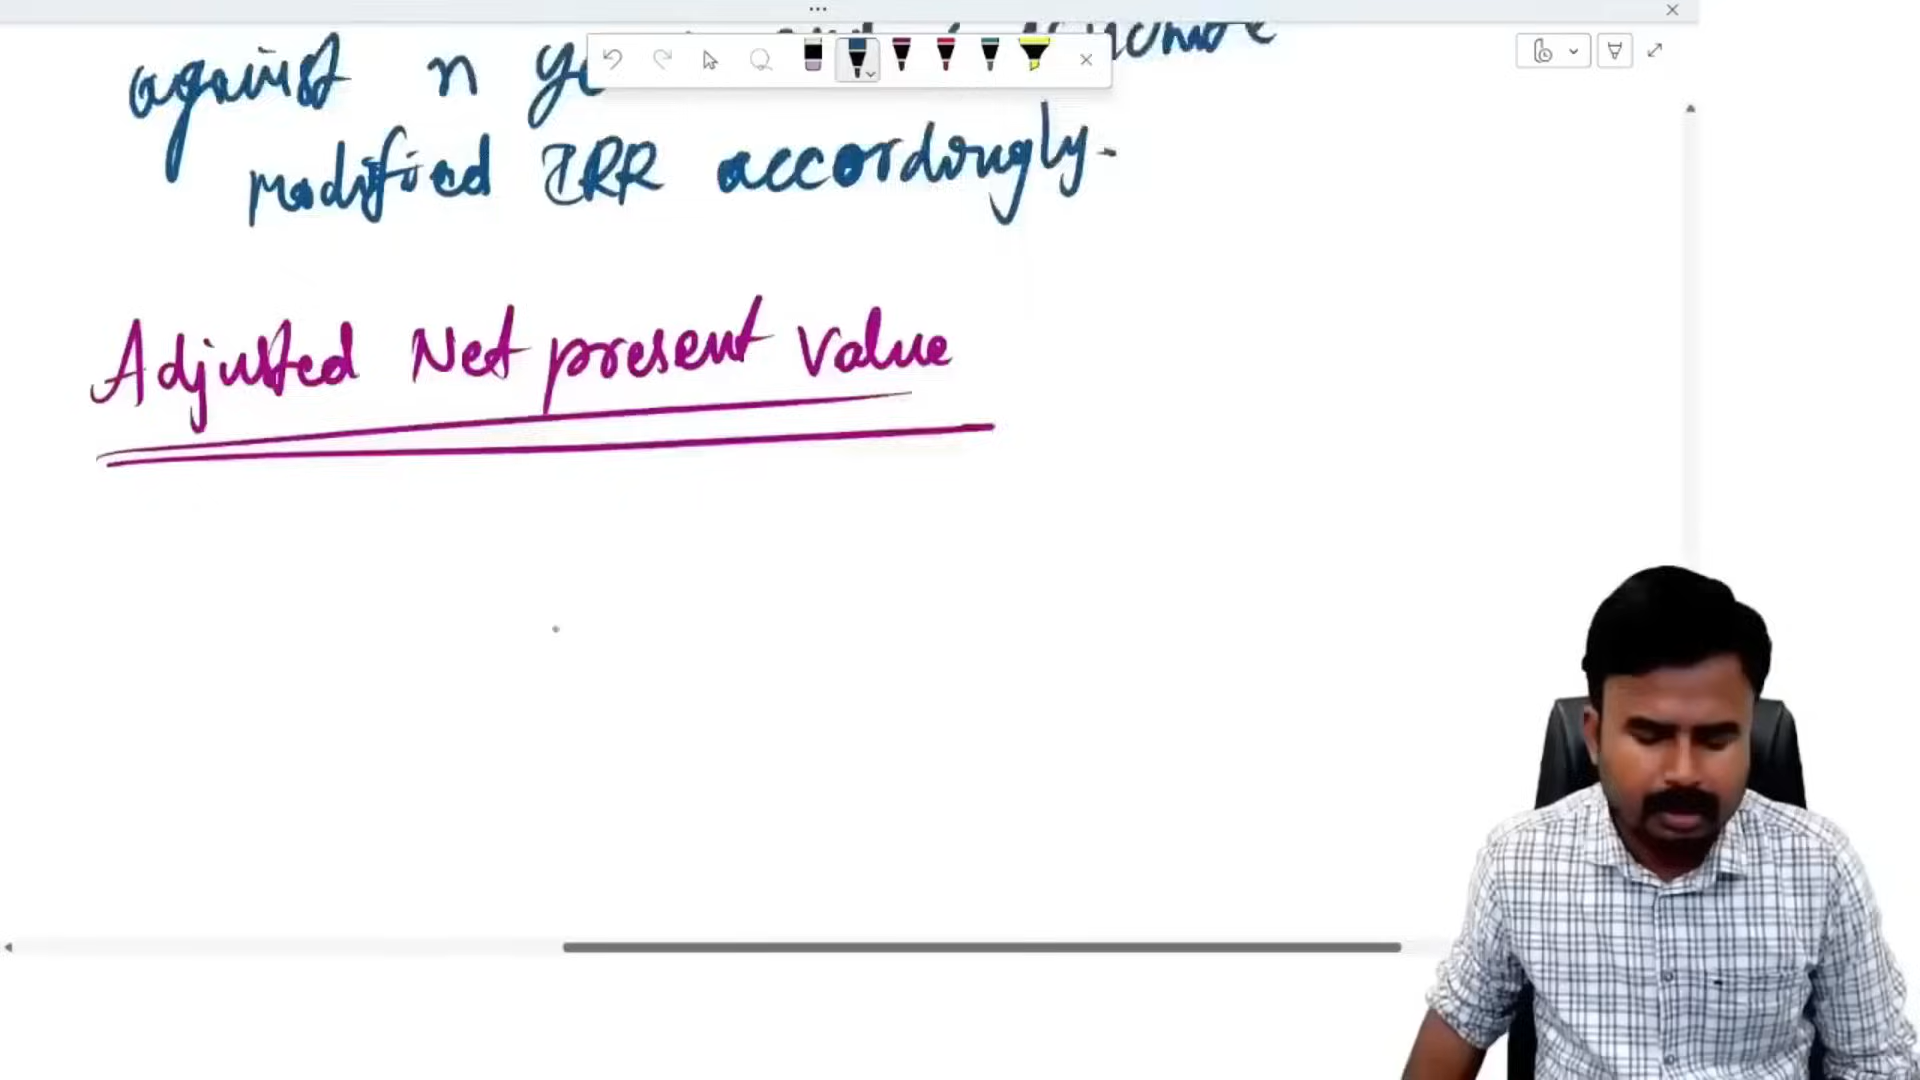 against n
modified IRR accordingly.
Adjusted Net present value